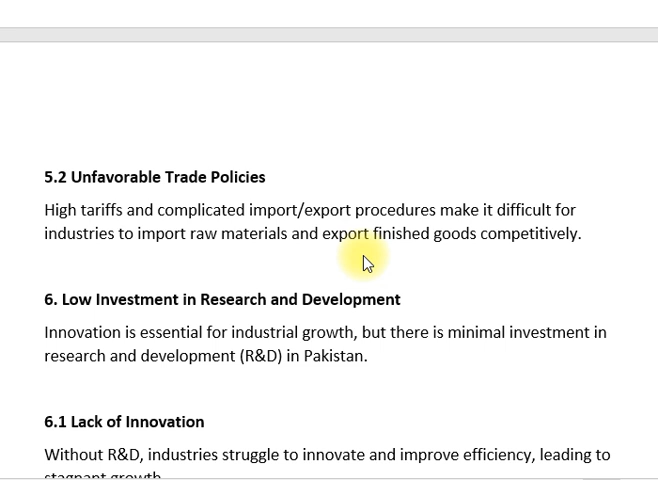 5.2 Unfavorable Trade Policies
High tariffs and complicated import/export procedures make it difficult for
industries to import raw materials and export finished goods competitively.
6. Low Investment in Research and Development
Innovation is essential for industrial growth, but there is minimal investment in
research and development (R&D) in Pakistan.
6.1 Lack of Innovation
Without R&D, industries struggle to innovate and improve efficiency, leading to
stagnant growth.